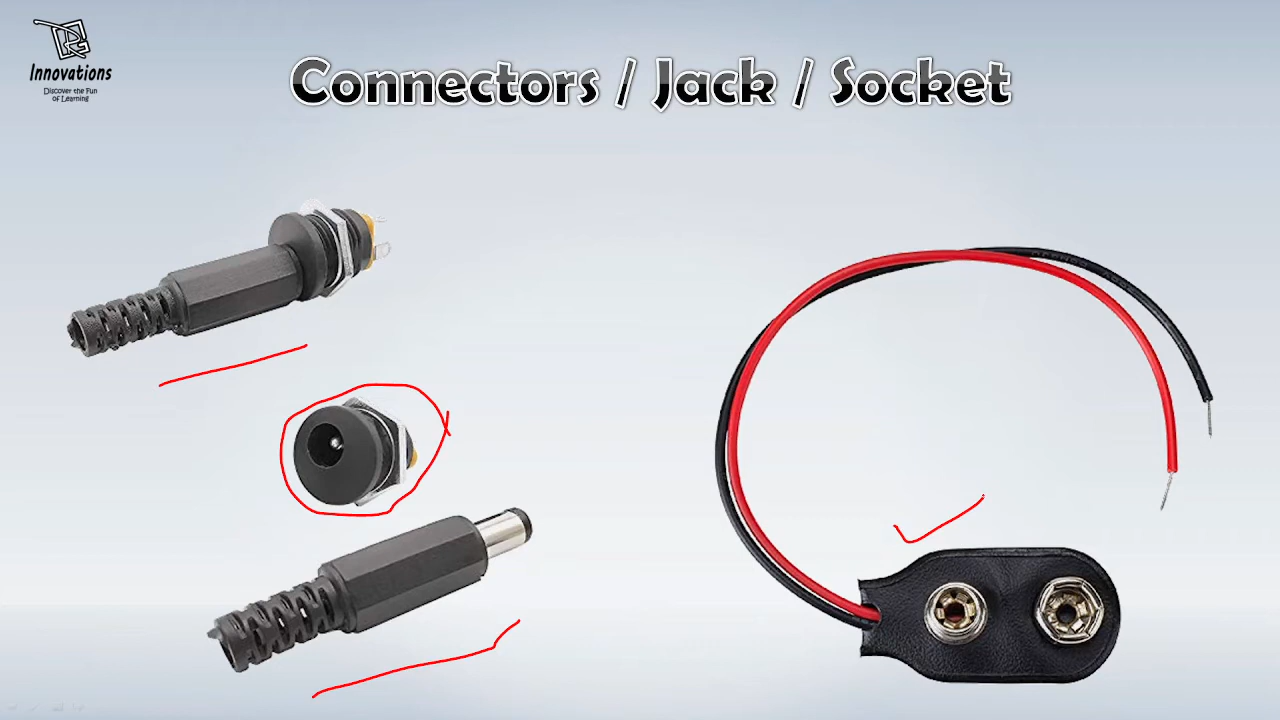 Innovations
Discover the Fun
of Learning
Connectors / Jack / Socket